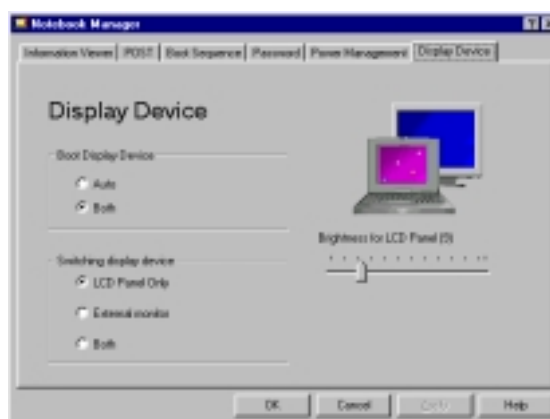 Notebook Manager
Information Viewer POST Boot Sequence Password Power Management Display Device
Display Device
Boot Display Device
Auto
Both
Brightness for LCD Panel (9)
Switching display device
LCD Panel Only
External monitor
Both
OK Cancel Apply Help